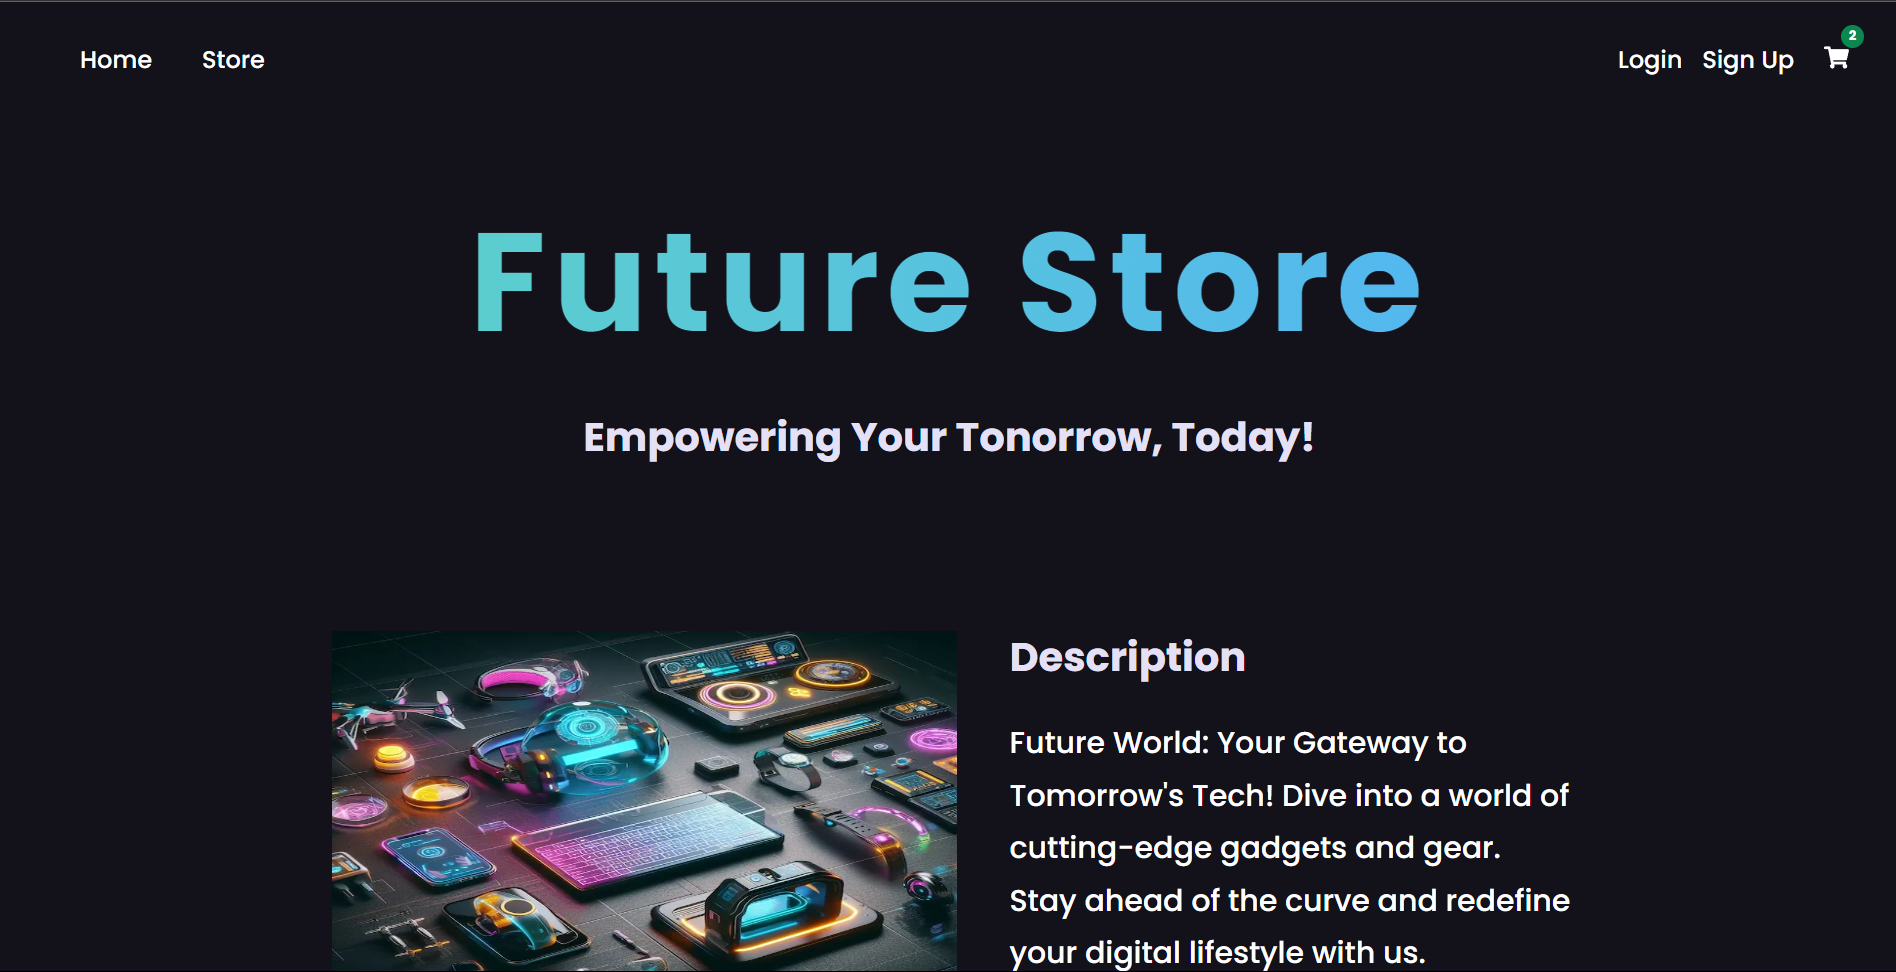 Home Store Login Sign Up 2
Future Store
Empowering Your Tonorrow, Today!
Description
Future World: Your Gateway to
Tomorrow's Tech! Dive into a world of
cutting-edge gadgets and gear.
Stay ahead of the curve and redefine
your digital lifestyle with us.